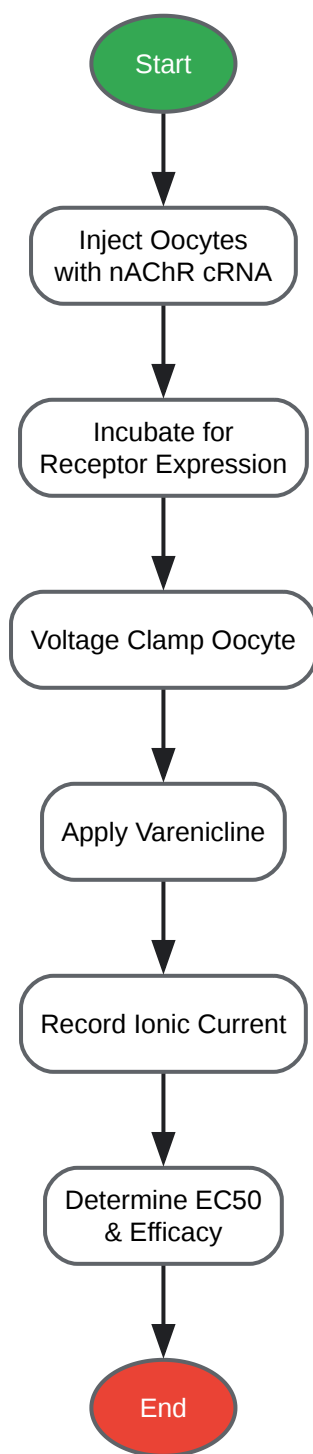 Start
Inject Oocytes
with nAChR cRNA
Incubate for
Receptor Expression
Voltage Clamp Oocyte
Apply Varenicline
Record Ionic Current
Determine EC50
& Efficacy
End